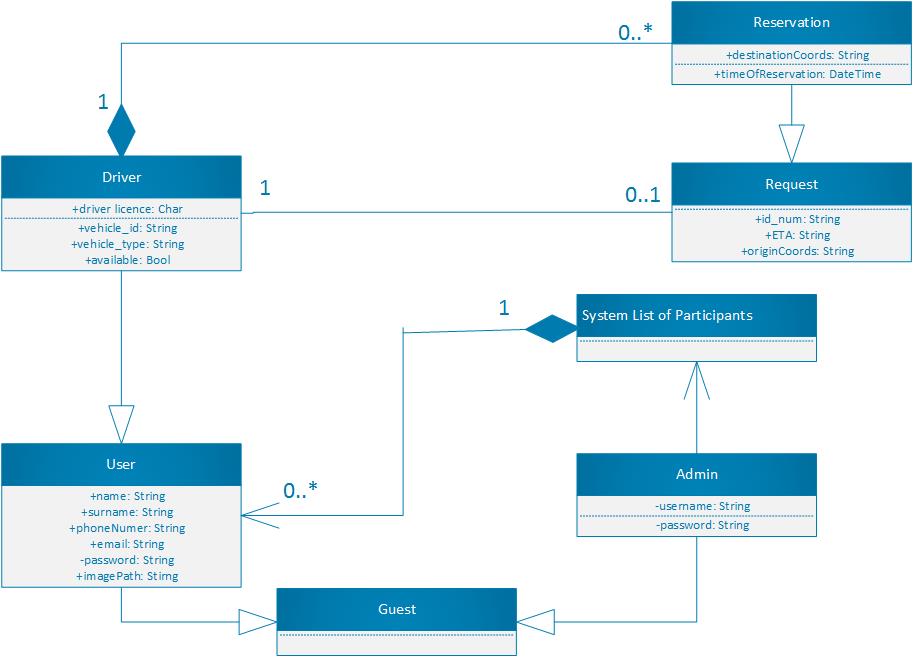 Reservation
0..*
+destinationCoords: String
+timeOfReservation: DateTime
1
Driver
Request
+driver licence: Char
1
0..1
+vehicle_id: String
+vehicle_type: String
+available: Bool
+id_num: String
+ETA: String
+originCoords: String
1
System List of Participants
User
0..*
+name: String
+surname: String
+phoneNumer: String
+email: String
-password: String
+imagePath: Stirng
Admin
-username: String
-password: String
Guest